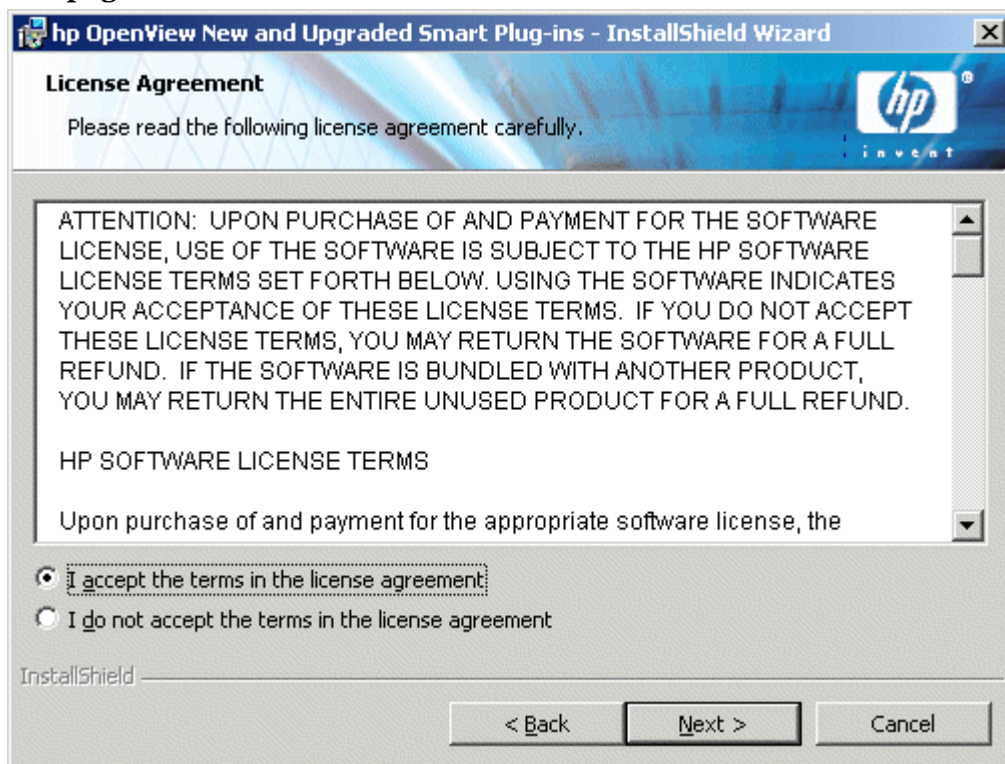 hp OpenView New and Upgraded Smart Plug-ins - InstallShield Wizard
License Agreement
Please read the following license agreement carefully.
hp
invent
ATTENTION: UPON PURCHASE OF AND PAYMENT FOR THE SOFTWARE
LICENSE, USE OF THE SOFTWARE IS SUBJECT TO THE HP SOFTWARE
LICENSE TERMS SET FORTH BELOW. USING THE SOFTWARE INDICATES
YOUR ACCEPTANCE OF THESE LICENSE TERMS. IF YOU DO NOT ACCEPT
THESE LICENSE TERMS, YOU MAY RETURN THE SOFTWARE FOR A FULL
REFUND. IF THE SOFTWARE IS BUNDLED WITH ANOTHER PRODUCT,
YOU MAY RETURN THE ENTIRE UNUSED PRODUCT FOR A FULL REFUND.
HP SOFTWARE LICENSE TERMS
Upon purchase of and payment for the appropriate software license, the
I accept the terms in the license agreement
I do not accept the terms in the license agreement
InstallShield
< Back Next > Cancel